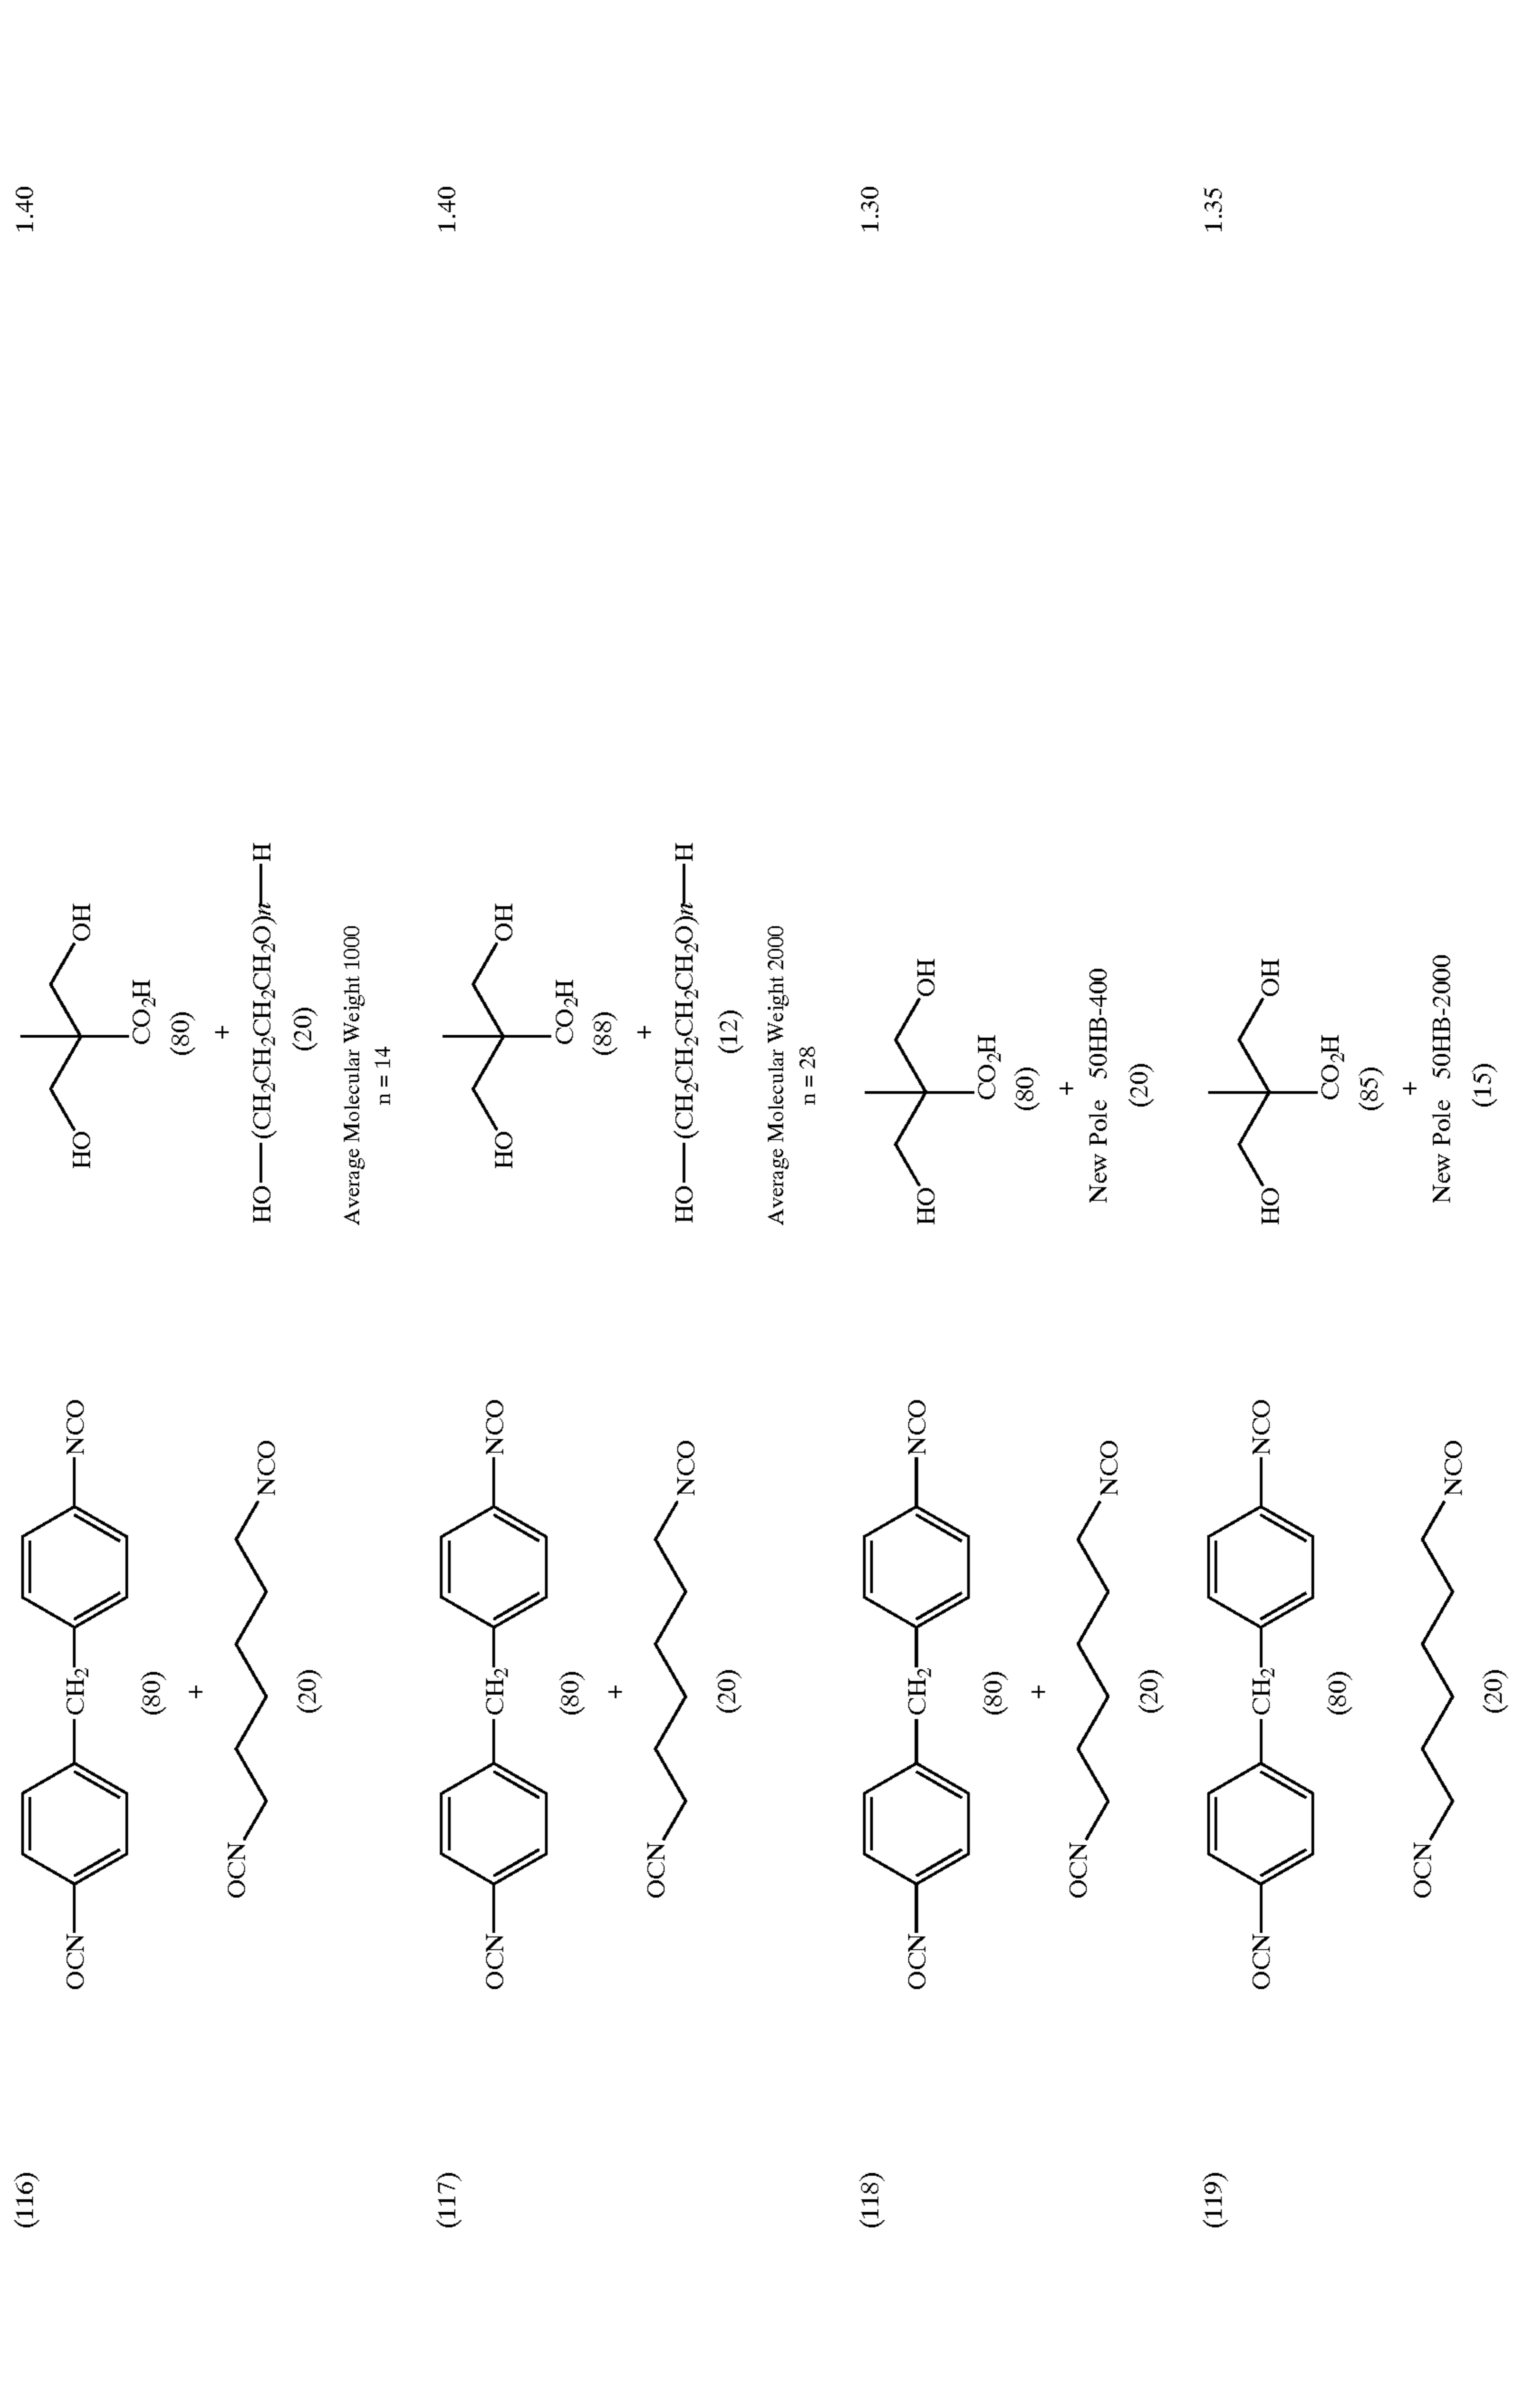 (116)
OCN
CH2
NCO
(80)
+
OCN
NCO
(20)
HO
OH
CO2H
(80)
+
HO—(CH2CH2CH2CH2O)n—H
(20)
Average Molecular Weight 1000
n = 14
1.40
(117)
OCN
CH2
NCO
(80)
+
OCN
NCO
(20)
HO
OH
CO2H
(88)
+
HO—(CH2CH2CH2CH2O)n—H
(12)
Average Molecular Weight 2000
n = 28
1.40
(118)
OCN
CH2
NCO
(80)
+
OCN
NCO
(20)
HO
OH
CO2H
(80)
+
New Pole 50HB-400
(20)
1.30
(119)
OCN
CH2
NCO
(80)
OCN
NCO
(20)
HO
OH
CO2H
(85)
+
New Pole 50HB-2000
(15)
1.35